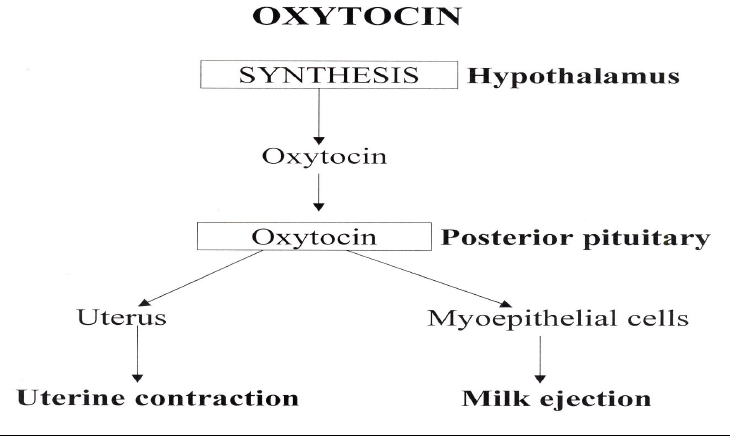 OXYTOCIN
SYNTHESIS Hypothalamus
Oxytocin
Oxytocin Posterior pituitary
Uterus Myoepithelial cells
Uterine contraction Milk ejection